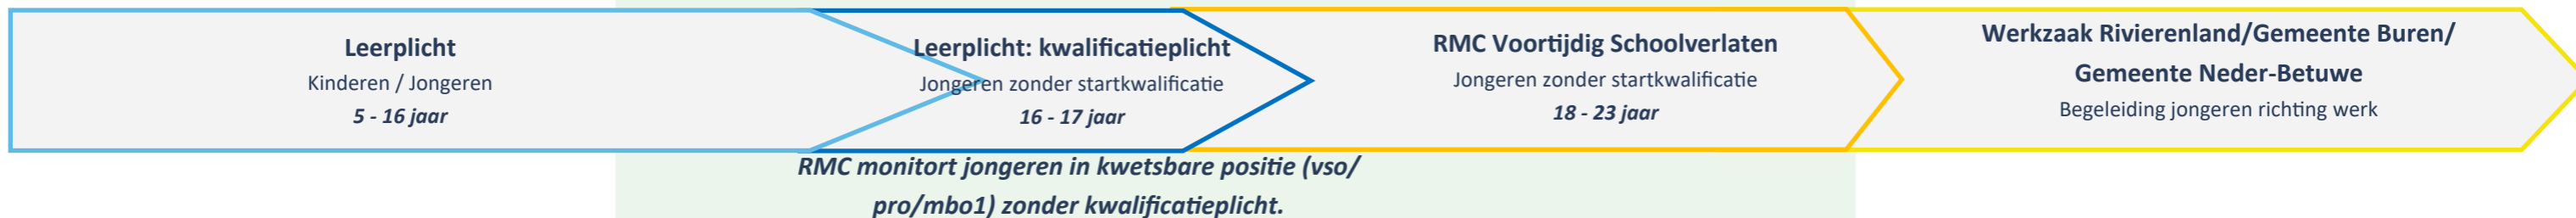 Leerplicht
Kinderen / Jongeren
5 - 16 jaar
Leerplicht: kwalificatieplicht
Jongeren zonder startkwalificatie
16 - 17 jaar
RMC Voortijdig Schoolverlaten
Jongeren zonder startkwalificatie
18 - 23 jaar
Werkzaak Rivierenland/Gemeente Buren/
Gemeente Neder-Betuwe
Begeleiding jongeren richting werk
RMC monitort jongeren in kwetsbare positie (vso/
pro/mbo1) zonder kwalificatieplicht.